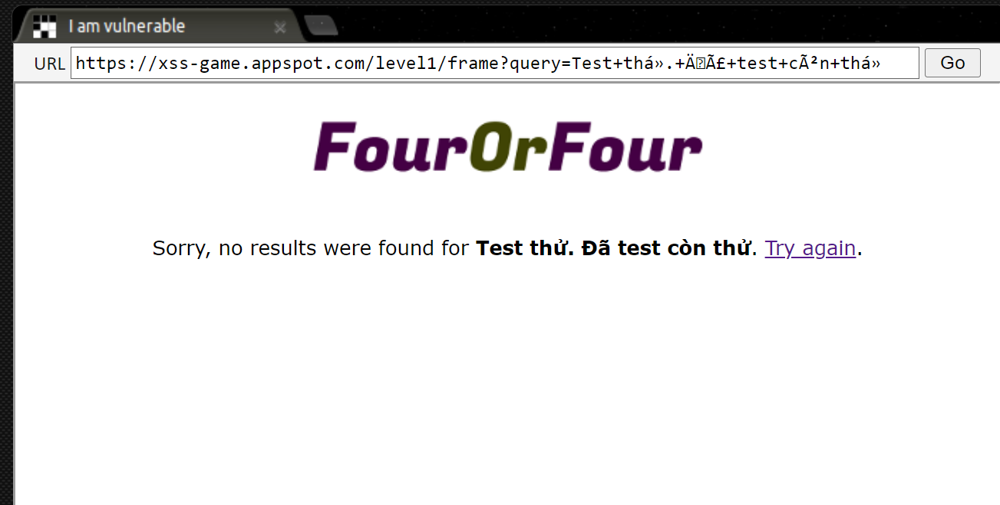 I am vulnerable
URL https://xss-game.appspot.com/level1/frame?query=Test+thá».+ÄÃ£+test+cÃ²n+thá» Go
FourOrFour
Sorry, no results were found for Test thử. Đã test còn thử. Try again.